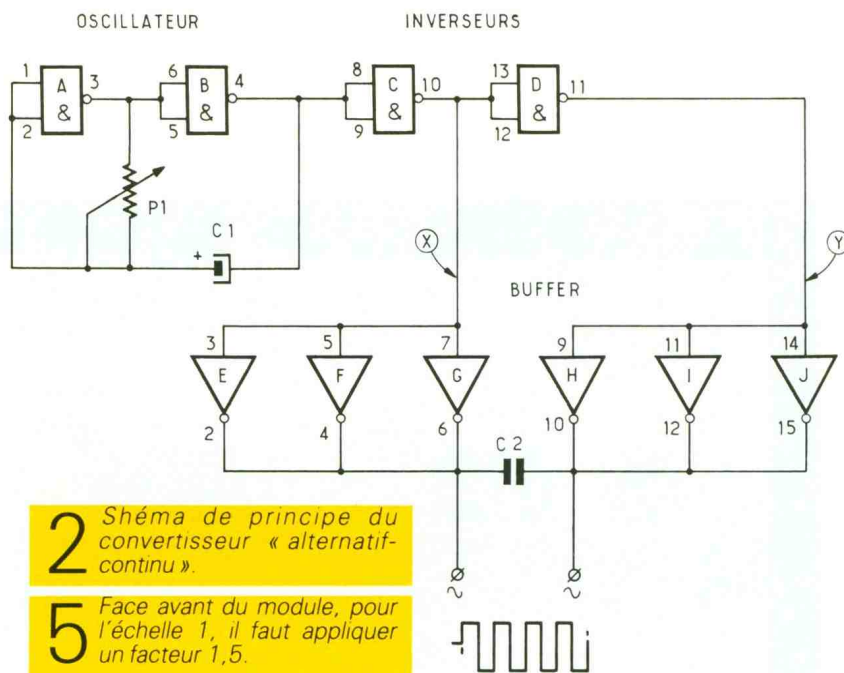 OSCILLATEUR
INVERSEURS
1
2
A
&
3
6
5
B
&
4
8
9
C
&
10
13
12
D
&
11
P1
C1
+
X
Y
BUFFER
3
5
7
9
11
14
E
F
G
H
I
J
2
4
6
10
12
15
C2
~
~
2 Shéma de principe du
convertisseur « alternatif-
continu ».
5 Face avant du module, pour
l'échelle 1, il faut appliquer
un facteur 1,5.